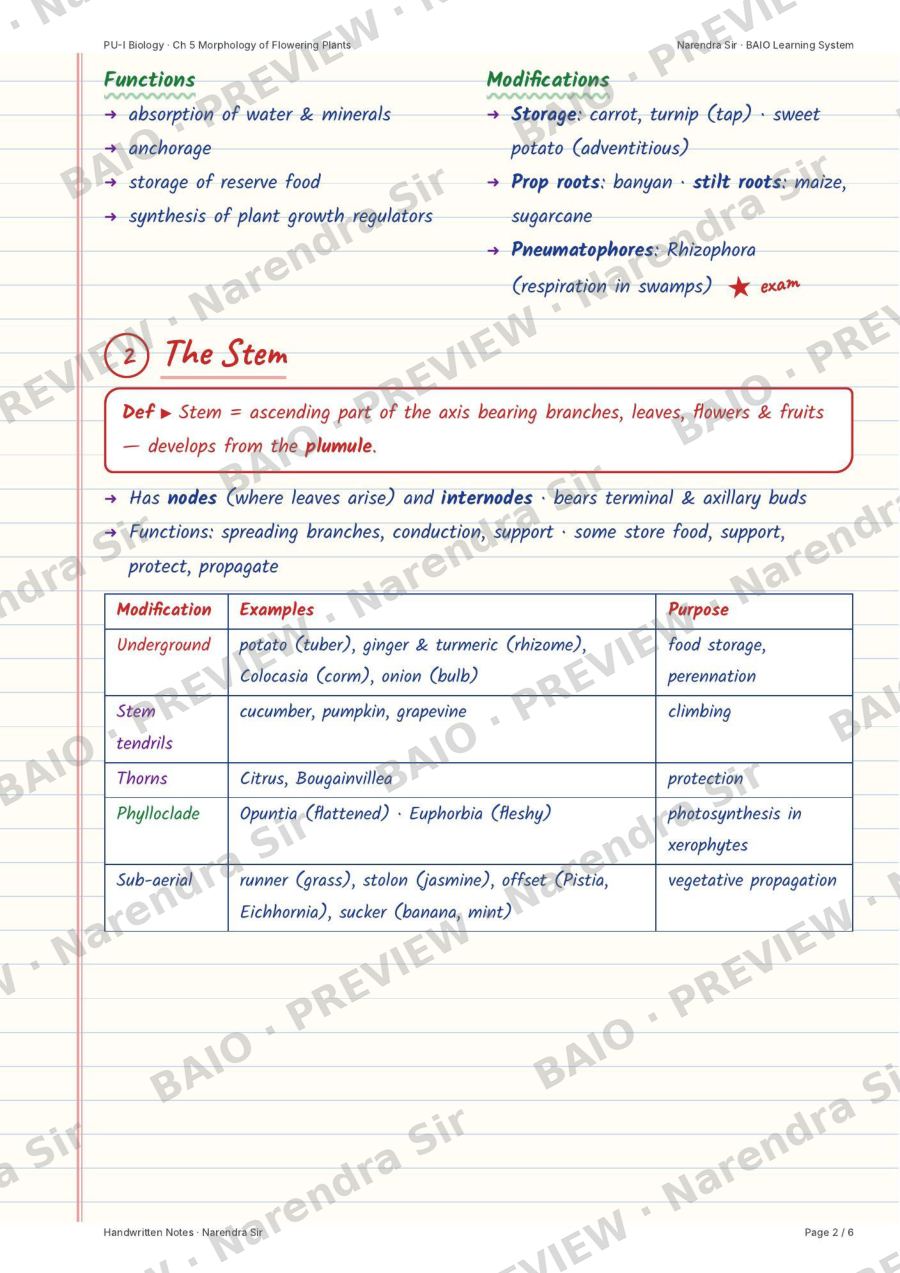 PU-I Biology · Ch 5 Morphology of Flowering Plants
Narendra Sir · BAIO Learning System
Functions
→ absorption of water & minerals
→ anchorage
→ storage of reserve food
→ synthesis of plant growth regulators
Modifications
→ Storage: carrot, turnip (tap) · sweet
potato (adventitious)
→ Prop roots: banyan · stilt roots: maize,
sugarcane
→ Pneumatophores: Rhizophora
(respiration in swamps) ★ exam
2 The Stem
Def ▸ Stem = ascending part of the axis bearing branches, leaves, flowers & fruits
— develops from the plumule.
→ Has nodes (where leaves arise) and internodes · bears terminal & axillary buds
→ Functions: spreading branches, conduction, support · some store food, support,
protect, propagate
Modification Examples Purpose
Underground potato (tuber), ginger & turmeric (rhizome), food storage,
Colocasia (corm), onion (bulb) perennation
Stem cucumber, pumpkin, grapevine climbing
tendrils
Thorns Citrus, Bougainvillea protection
Phylloclade Opuntia (flattened) · Euphorbia (fleshy) photosynthesis in
xerophytes
Sub-aerial runner (grass), stolon (jasmine), offset (Pistia, vegetative propagation
Eichhornia), sucker (banana, mint)
Handwritten Notes · Narendra Sir
Page 2 / 6
BAIO · PREVIEW · Narendra Sir